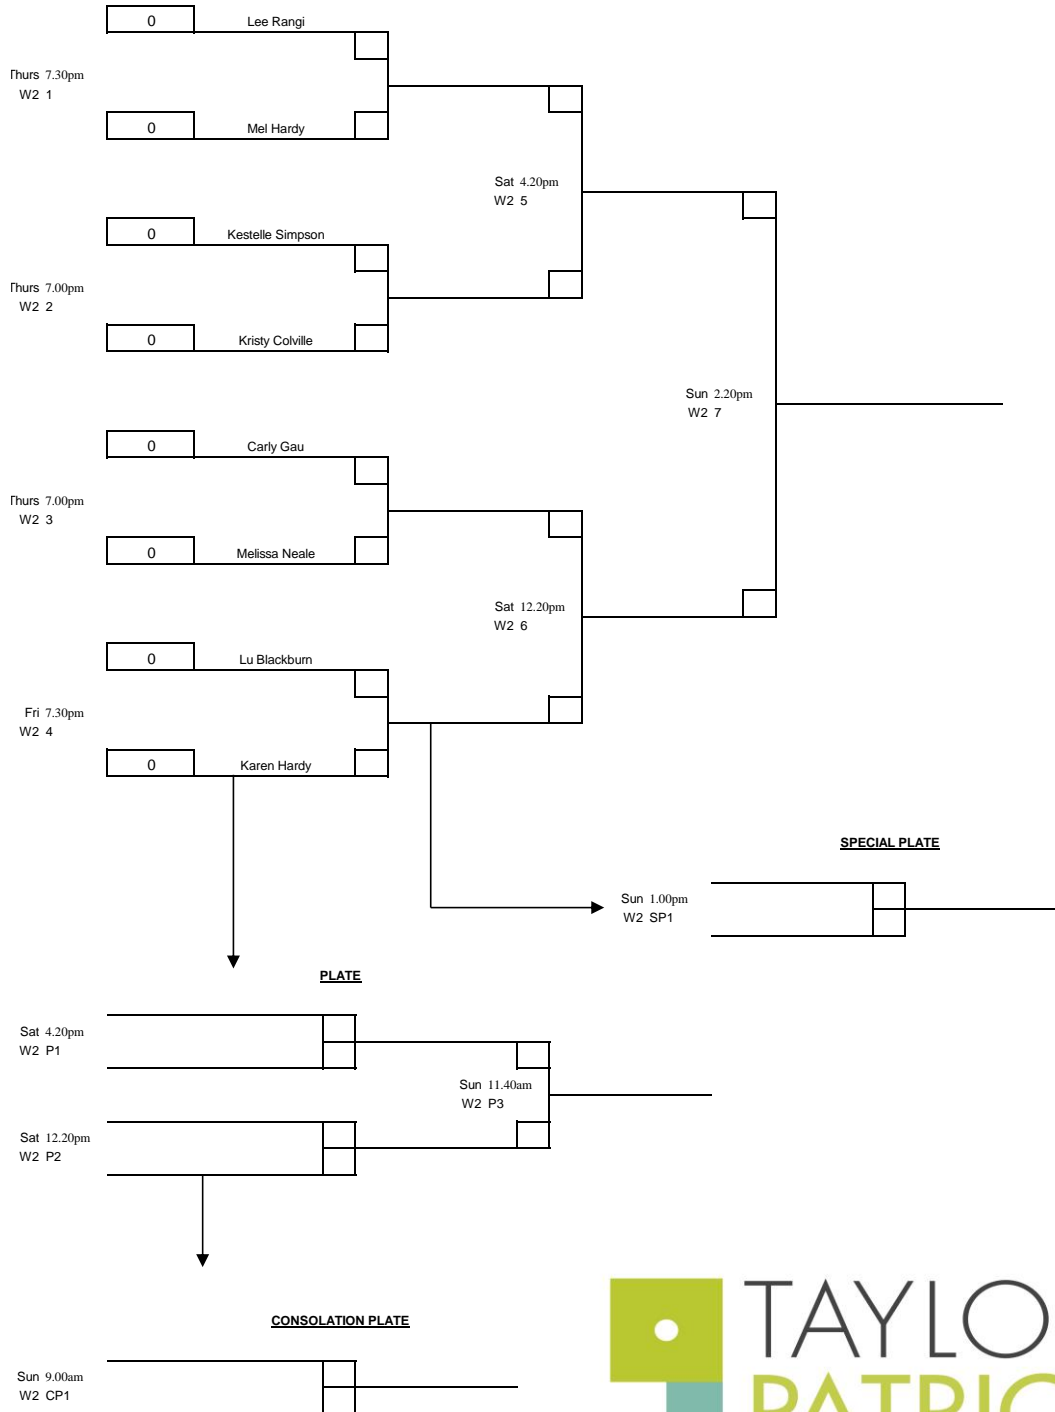 0 Lee Rangi
Thurs 7.30pm
W2 1
0 Mel Hardy
Sat 4.20pm
W2 5
0 Kestelle Simpson
Thurs 7.00pm
W2 2
0 Kristy Colville
Sun 2.20pm
W2 7
0 Carly Gau
Thurs 7.00pm
W2 3
0 Melissa Neale
Sat 12.20pm
W2 6
0 Lu Blackburn
Fri 7.30pm
W2 4
0 Karen Hardy
SPECIAL PLATE
Sun 1.00pm
W2 SP1
PLATE
Sat 4.20pm
W2 P1
Sun 11.40am
W2 P3
Sat 12.20pm
W2 P2
CONSOLATION PLATE
Sun 9.00am
W2 CP1
TAYLO
PATRIC